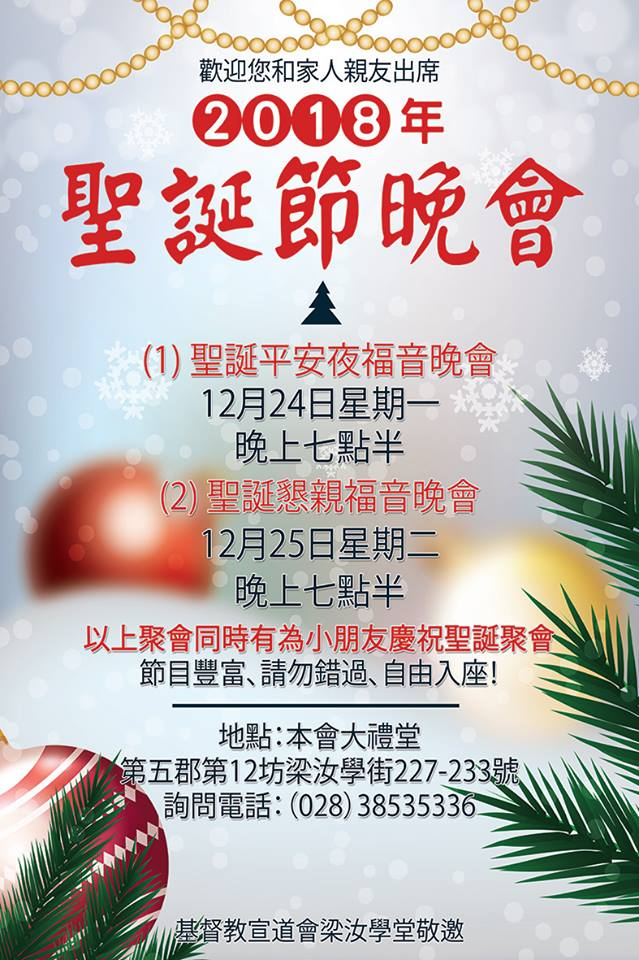 歡迎您和家人親友出席
2018年
聖誕節晚會
(1) 聖誕平安夜福音晚會
12月24日星期一
晚上七點半
(2) 聖誕懇親福音晚會
12月25日星期二
晚上七點半
以上聚會同時有為小朋友慶祝聖誕聚會
節目豐富、請勿錯過、自由入座!
地點：本會大禮堂
第五郡第12坊梁汝學街227-233號
詢問電話：(028) 38535336
基督教宣道會梁汝學堂敬邀